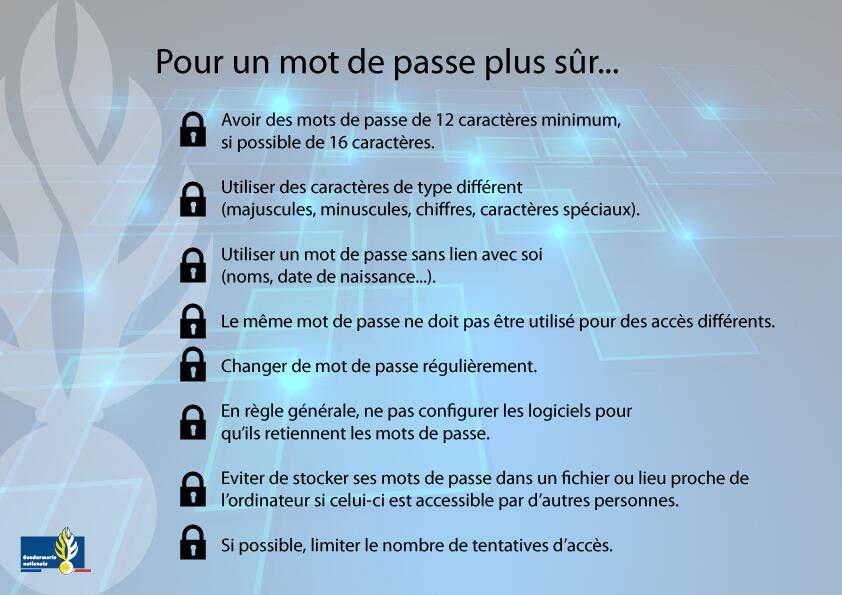 Pour un mot de passe plus sûr...
Avoir des mots de passe de 12 caractères minimum,
si possible de 16 caractères.
Utiliser des caractères de type différent
(majuscules, minuscules, chiffres, caractères spéciaux).
Utiliser un mot de passe sans lien avec soi
(noms, date de naissance...).
Le même mot de passe ne doit pas être utilisé pour des accès différents.
Changer de mot de passe régulièrement.
En règle générale, ne pas configurer les logiciels pour
qu’ils retiennent les mots de passe.
Eviter de stocker ses mots de passe dans un fichier ou lieu proche de
l’ordinateur si celui-ci est accessible par d’autres personnes.
Si possible, limiter le nombre de tentatives d’accès.
Gendarmerie
nationale